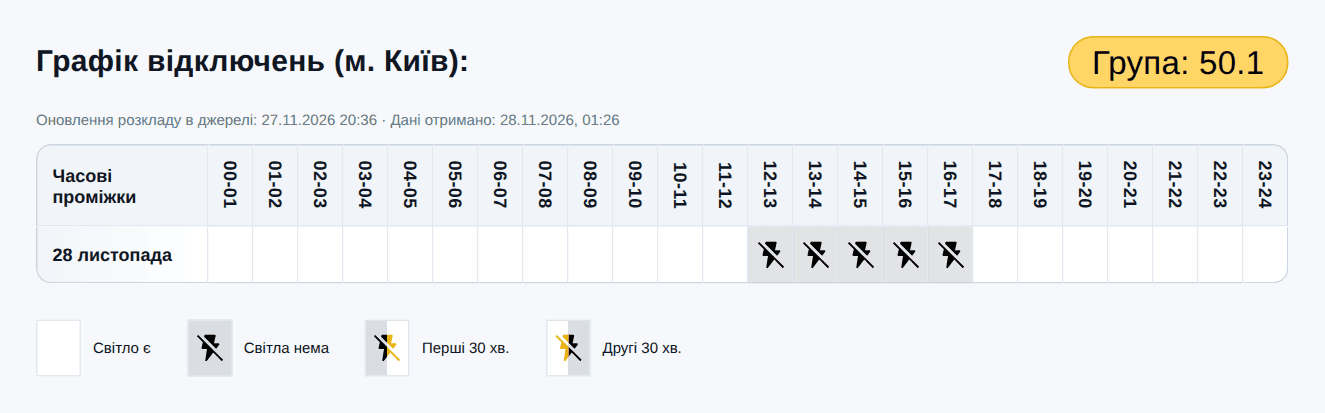 Графік відключень (м. Київ):
Група: 50.1
Оновлення розкладу в джерелі: 27.11.2026 20:36 · Дані отримано: 28.11.2026, 01:26
Часові
проміжки
00-01
01-02
02-03
03-04
04-05
05-06
06-07
07-08
08-09
09-10
10-11
11-12
12-13
13-14
14-15
15-16
16-17
17-18
18-19
19-20
20-21
21-22
22-23
23-24
28 листопада
Світло є
Світла нема
Перші 30 хв.
Другі 30 хв.